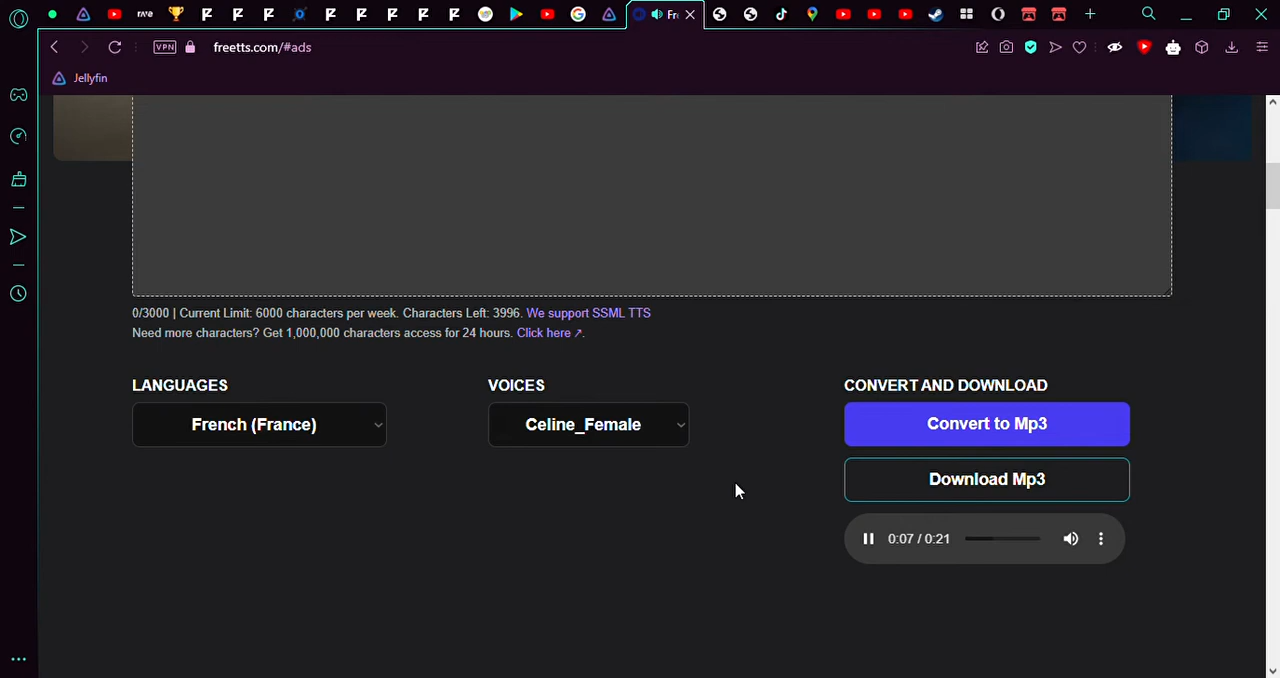 Fr
VPN
freetts.com/#ads
Jellyfin
0/3000 | Current Limit: 6000 characters per week. Characters Left: 3996. We support SSML TTS
Need more characters? Get 1,000,000 characters access for 24 hours. Click here ↗.
LANGUAGES
VOICES
CONVERT AND DOWNLOAD
French (France)
Celine_Female
Convert to Mp3
Download Mp3
0:07 / 0:21